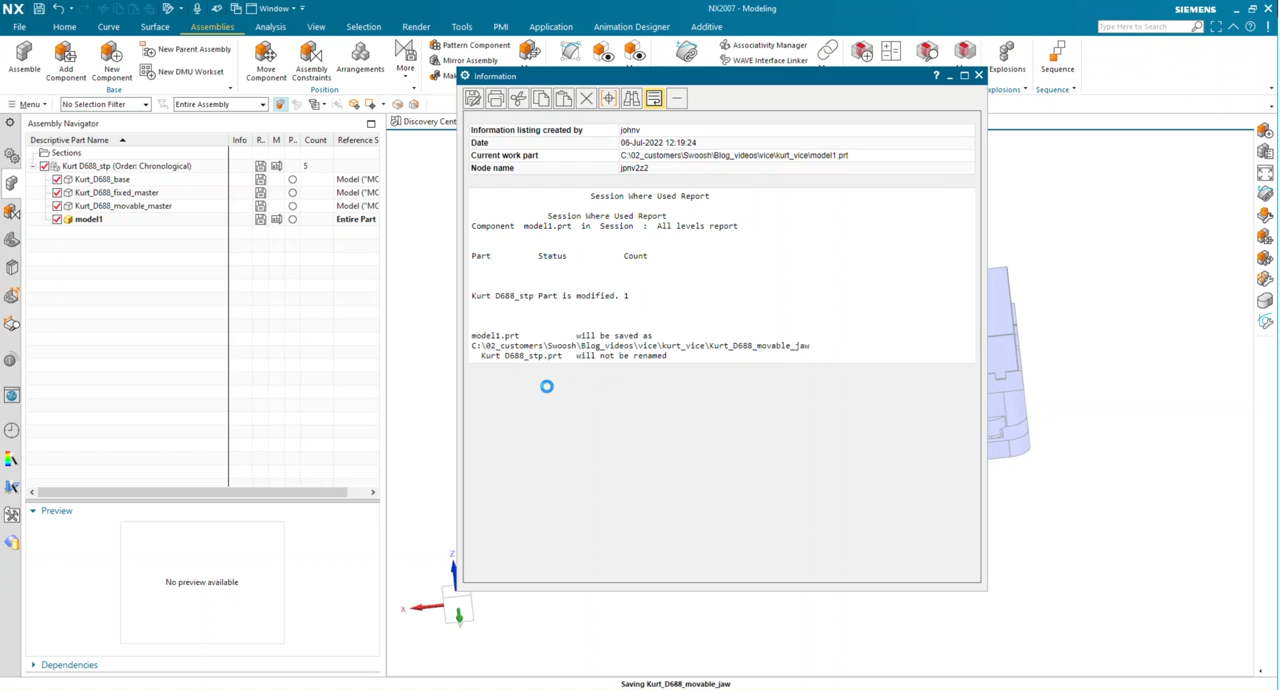 NX
Window
NX2007 - Modeling
SIEMENS
File Home Curve Surface Assemblies Analysis View Selection Render Tools PMI Application Animation Designer Additive
Type Here to Search
Assemble
Add Component
New Component
New Parent Assembly
New DMU Workset
Base
Move Component
Assembly Constraints
Arrangements
Position
More
Pattern Component
Mirror Assembly
Associativity Manager
WAVE Interface Linker
Explosions
Sequence
Explosions
Sequence
Menu
No Selection Filter
Entire Assembly
Assembly Navigator
Discovery Cent
Descriptive Part Name Info R.. M P.. Count Reference S
Sections
Kurt D688_stp (Order: Chronological) 5
Kurt_D688_base Model ("MC
Kurt_D688_fixed_master Model ("MC
Kurt_D688_movable_master Model ("MC
model1 Entire Part
Preview
No preview available
Dependencies
Information
Information listing created by johnv
Date 06-Jul-2022 12:19:24
Current work part C:\02_customers\Swoosh\Blog_videos\vice\kurt_vice\model1.prt
Node name jpnv2z2
Session Where Used Report
Session Where Used Report
Component model1.prt in Session : All levels report
Part Status Count
Kurt D688_stp Part is modified. 1
model1.prt will be saved as
C:\02_customers\Swoosh\Blog_videos\vice\kurt_vice\Kurt_D688_movable_jaw
Kurt D688_stp.prt will not be renamed
Z
X
Y
Saving Kurt_D688_movable_jaw